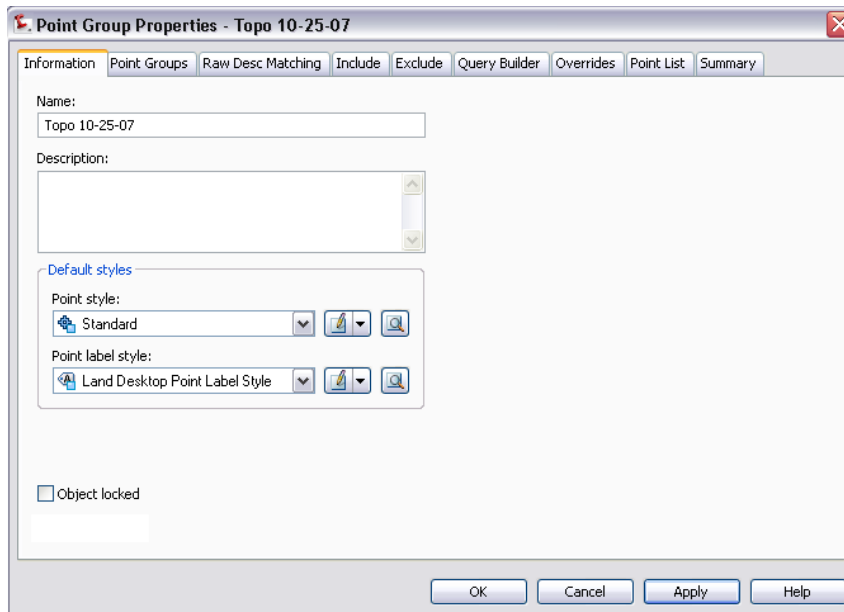 Point Group Properties - Topo 10-25-07
Information Point Groups Raw Desc Matching Include Exclude Query Builder Overrides Point List Summary
Name:
Topo 10-25-07
Description:
Default styles
Point style:
Standard
Point label style:
Land Desktop Point Label Style
Object locked
OK Cancel Apply Help